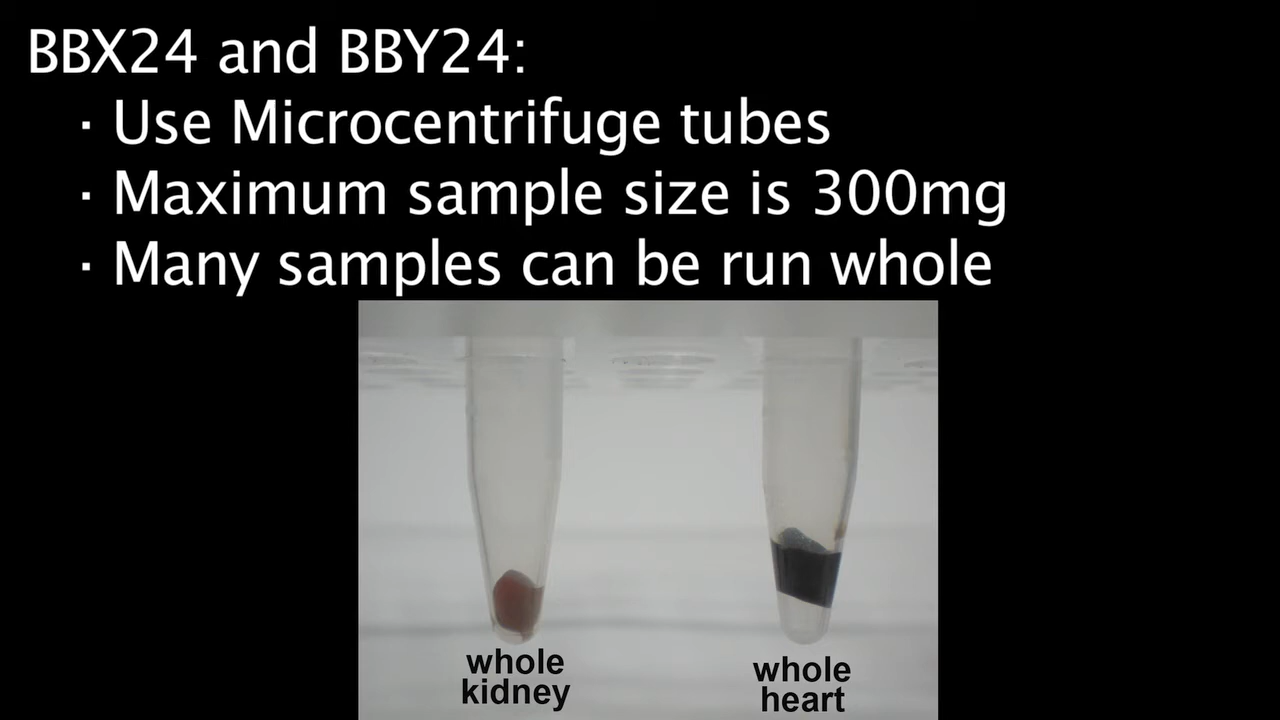 BBX24 and BBY24:
· Use Microcentrifuge tubes
· Maximum sample size is 300mg
· Many samples can be run whole
whole
kidney
whole
heart